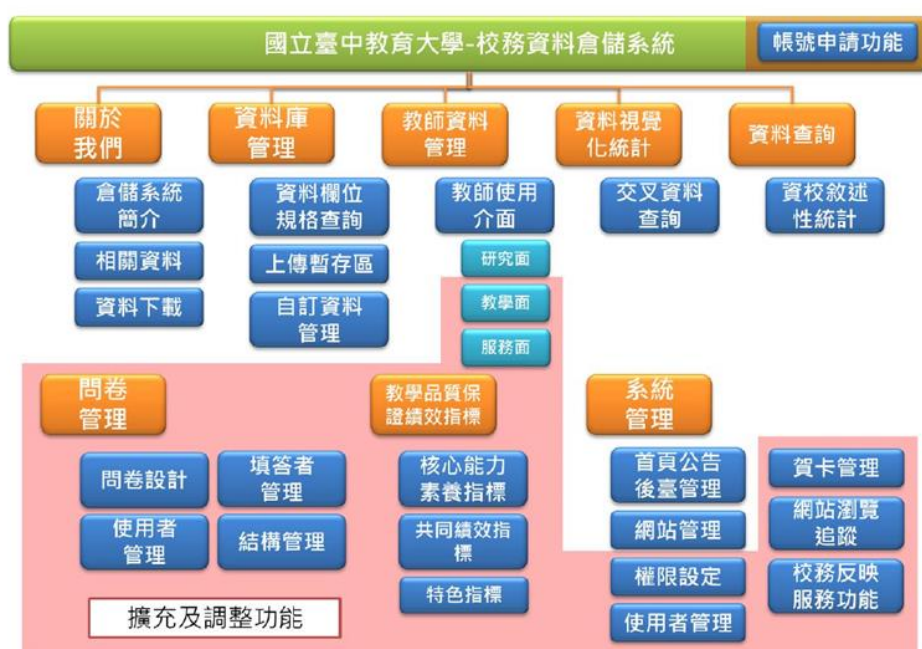 國立臺中教育大學-校務資料倉儲系統
帳號申請功能
關於
我們
資料庫
管理
教師資料
管理
資料視覺
化統計
資料查詢
倉儲系統
簡介
相關資料
資料下載
資料欄位
規格查詢
上傳暫存區
自訂資料
管理
教師使用
介面
研究面
教學面
服務面
交叉資料
查詢
資校敘述
性統計
問卷
管理
問卷設計
填答者
管理
使用者
管理
結構管理
擴充及調整功能
教學品質保
證績效指標
核心能力
素養指標
共同績效指
標
特色指標
系統
管理
首頁公告
後臺管理
網站管理
權限設定
使用者管理
賀卡管理
網站瀏覽
追蹤
校務反映
服務功能